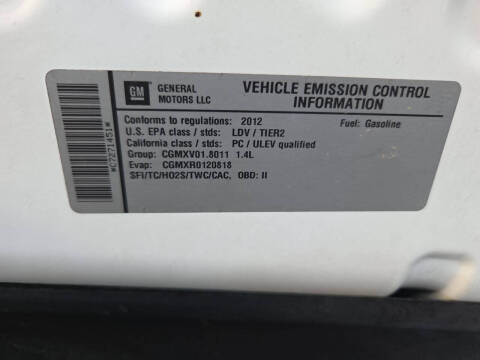 GM
GENERAL
MOTORS LLC
VEHICLE EMISSION CONTROL
INFORMATION
Conforms to regulations: 2012
Fuel: Gasoline
U.S. EPA class / stds: LDV / TIER2
California class / stds: PC / ULEV qualified
Group: CGMXV01.8011 1.4L
Evap: CGMXR0120818
SFI/TC/HO2S/TWC/CAC, OBD: II
*C7271451*